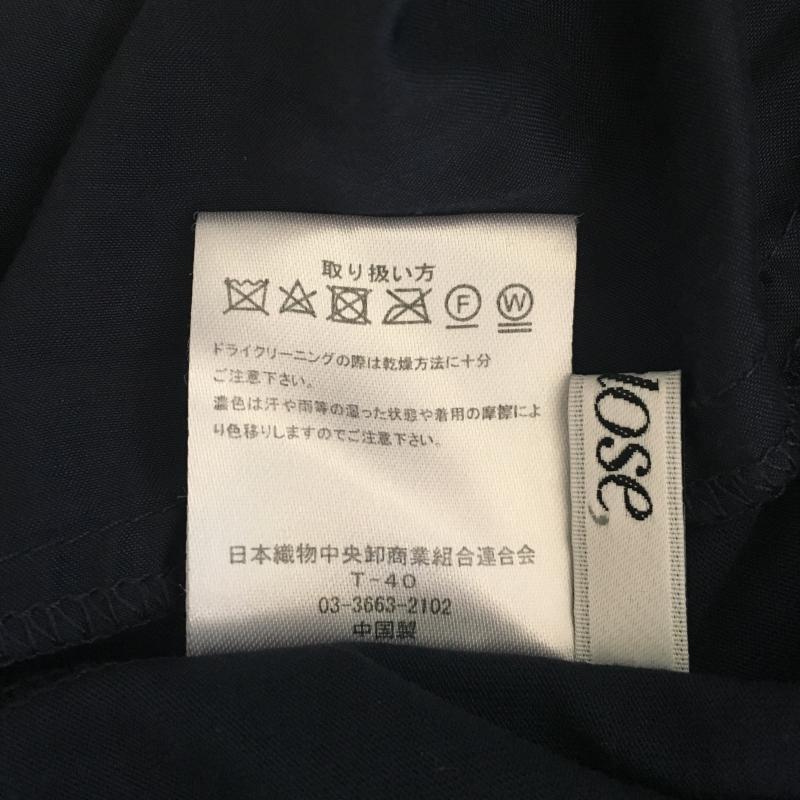 取り扱い方
F W
ドライクリーニングの際は乾燥方法に十分
ご注意下さい。
濃色は汗や雨等の湿った状態や着用の摩擦によ
り色移りしますのでご注意下さい。
日本織物中央卸商業組合連合会
T-40
03-3663-2102
中国製